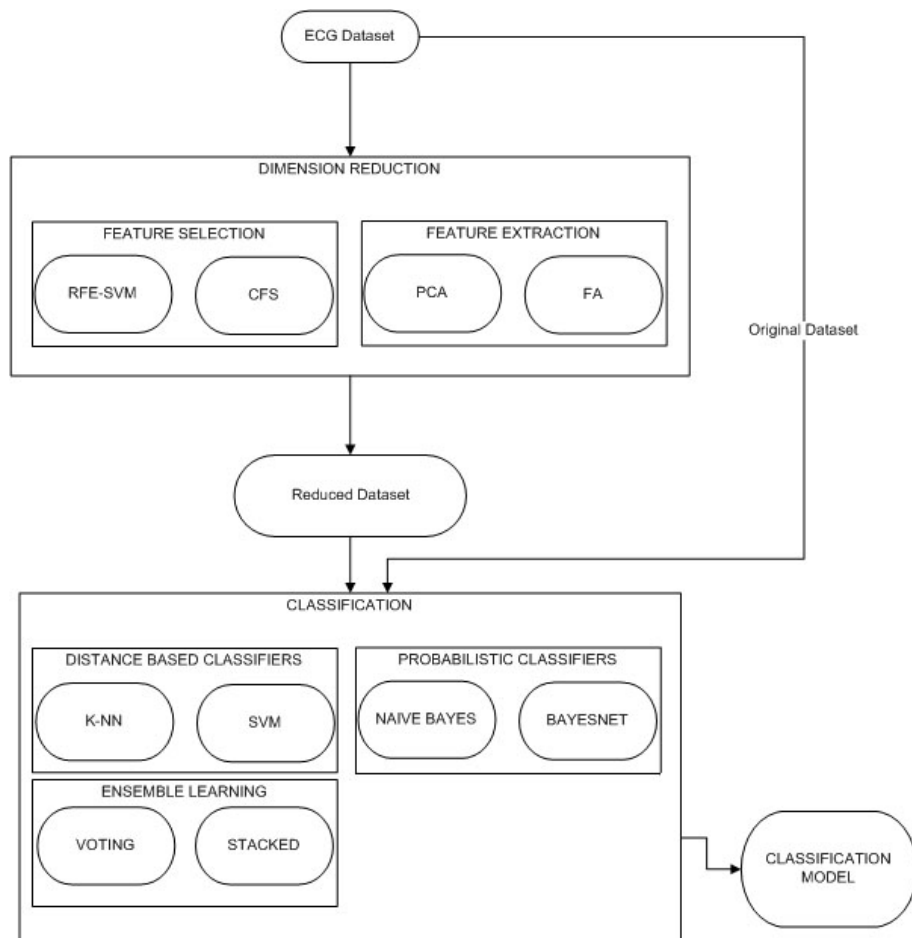 ECG Dataset
DIMENSION REDUCTION
FEATURE SELECTION
FEATURE EXTRACTION
RFE-SVM
CFS
PCA
FA
Original Dataset
Reduced Dataset
CLASSIFICATION
DISTANCE BASED CLASSIFIERS
PROBABILISTIC CLASSIFIERS
K-NN
SVM
NAIVE BAYES
BAYESNET
ENSEMBLE LEARNING
VOTING
STACKED
CLASSIFICATION
MODEL